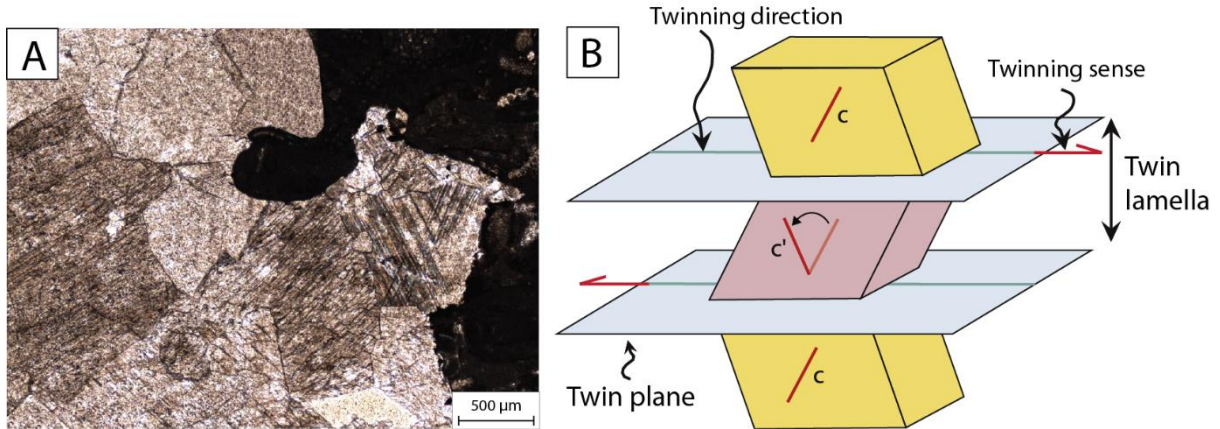 A
500 µm
B
Twinning direction
Twinning sense
c
Twin
lamella
c'
c
Twin plane